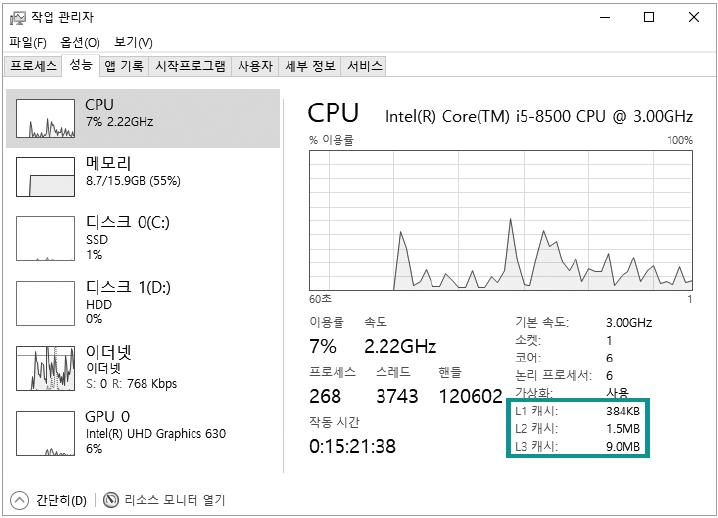 작업 관리자
파일(F) 옵션(O) 보기(V)
프로세스 성능 앱 기록 시작프로그램 사용자 세부 정보 서비스
CPU
7% 2.22GHz
메모리
8.7/15.9GB (55%)
디스크 0(C:)
SSD
1%
디스크 1(D:)
HDD
0%
이더넷
이더넷
S: 0 R: 768 Kbps
GPU 0
Intel(R) UHD Graphics 630
6%
CPU Intel(R) Core(TM) i5-8500 CPU @ 3.00GHz
% 이용률 100%
60초 1
이용률 속도
7% 2.22GHz
프로세스 스레드 핸들
268 3743 120602
작동 시간
0:15:21:38
기본 속도: 3.00GHz
소켓: 1
코어: 6
논리 프로세서: 6
가상화: 사용
L1 캐시: 384KB
L2 캐시: 1.5MB
L3 캐시: 9.0MB
간단히(D) 리소스 모니터 열기